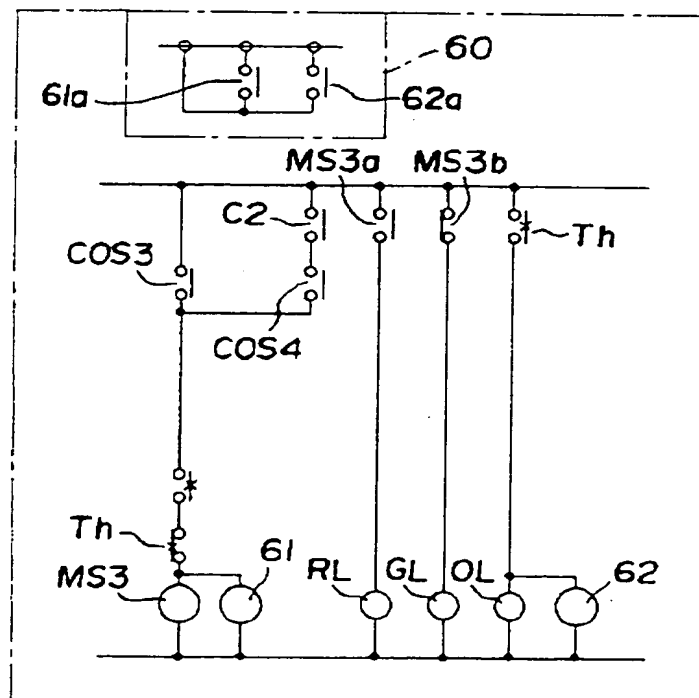 60
61a
62a
MS3a
MS3b
C2
Th
COS3
COS4
Th
MS3
61
RL
GL
OL
62